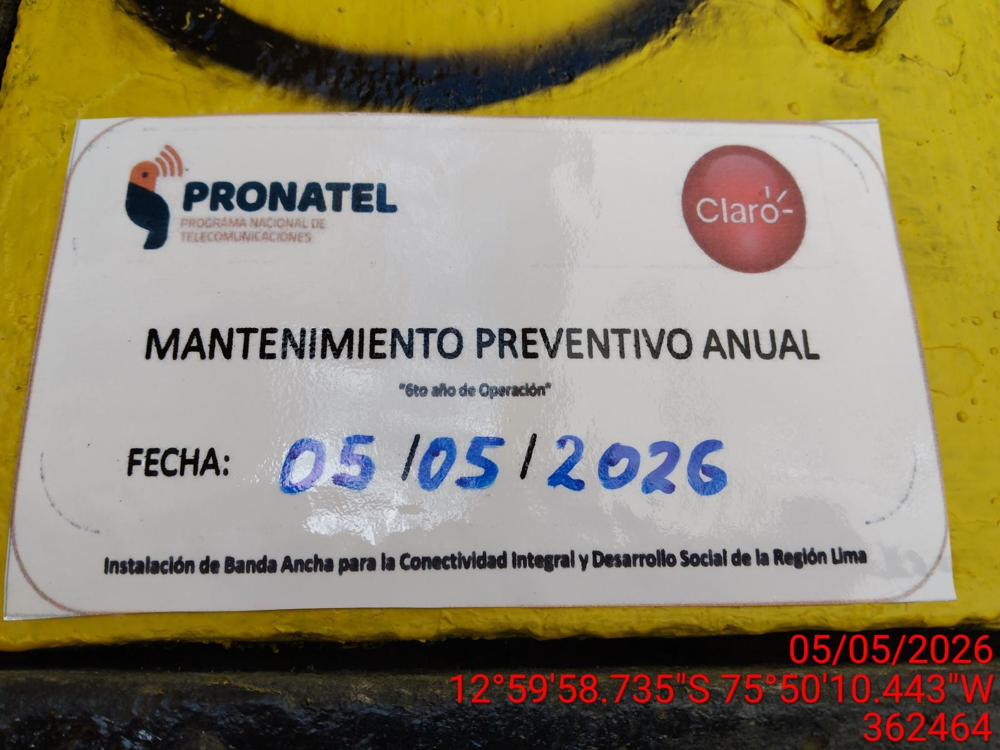 PRONATEL
PROGRAMA NACIONAL DE
TELECOMUNICACIONES
Claro
MANTENIMIENTO PREVENTIVO ANUAL
"6to año de Operación"
FECHA: 05/05/2026
Instalación de Banda Ancha para la Conectividad Integral y Desarrollo Social de la Región Lima
05/05/2026
12°59'58.735"S 75°50'10.443"W
362464